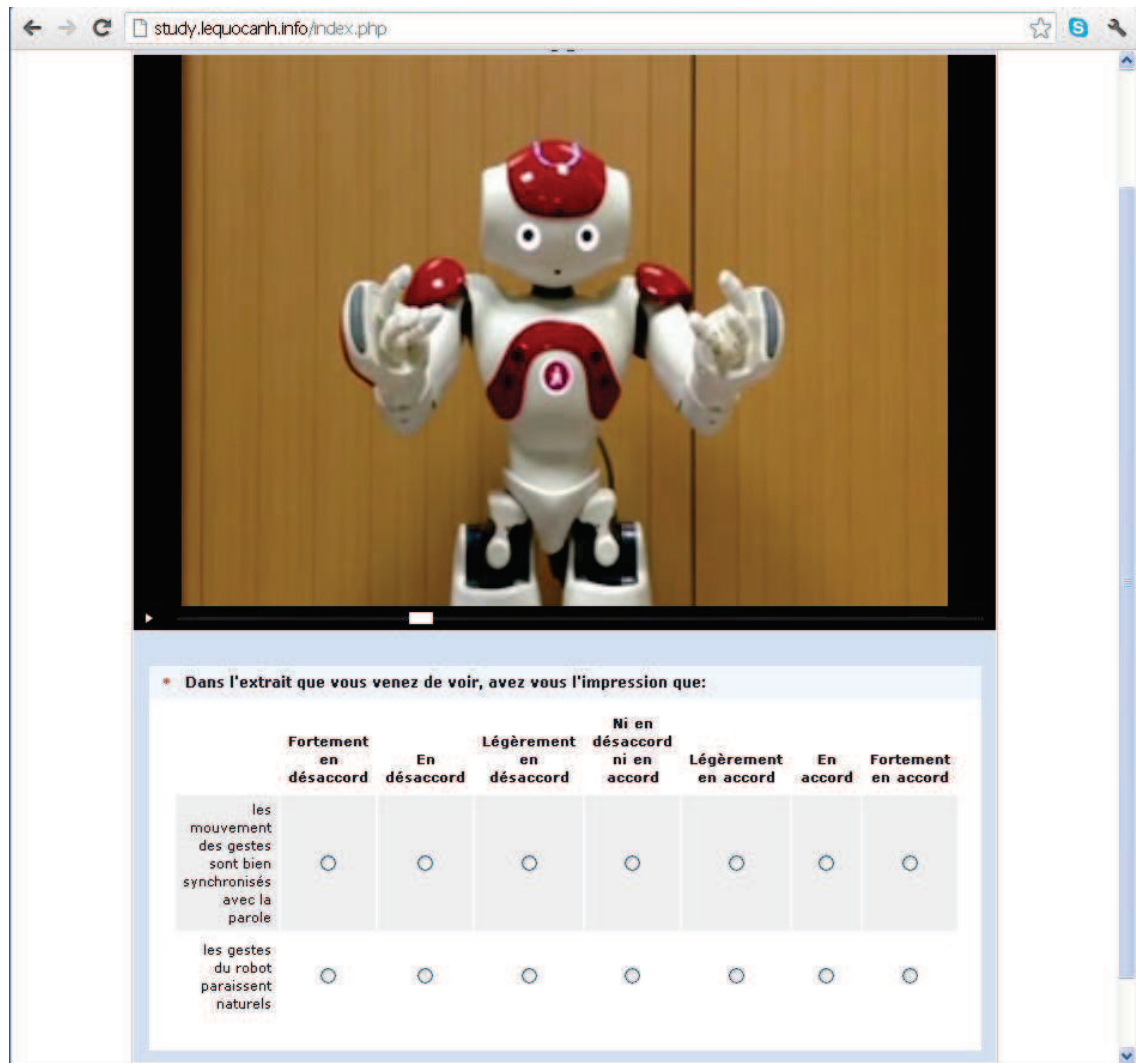 study.lequocanh.info/index.php
* Dans l'extrait que vous venez de voir, avez vous l'impression que:
Fortement
en
désaccord
En
désaccord
Légèrement
en
désaccord
Ni en
désaccord
ni en
accord
Légèrement
en accord
En
accord
Fortement
en accord
les
mouvement
des gestes
sont bien
synchronisés
avec la
parole
les gestes
du robot
paraissent
naturels